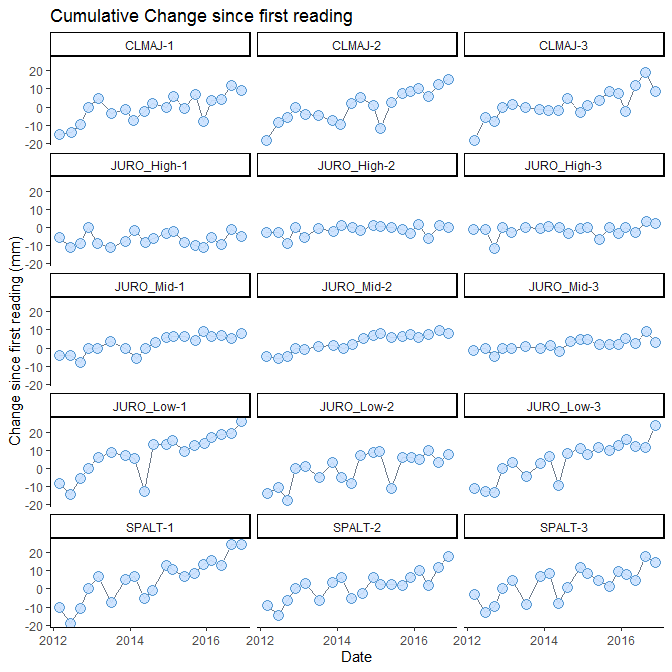 Cumulative Change since first reading
CLMAJ-1 CLMAJ-2 CLMAJ-3
20
10
0
-10
-20
JURO_High-1 JURO_High-2 JURO_High-3
20
10
0
-10
-20
JURO_Mid-1 JURO_Mid-2 JURO_Mid-3
20
10
0
-10
-20
JURO_Low-1 JURO_Low-2 JURO_Low-3
20
10
0
-10
-20
SPALT-1 SPALT-2 SPALT-3
20
10
0
-10
-20
Change since first reading (mm)
2012 2014 2016 2012 2014 2016 2012 2014 2016
Date